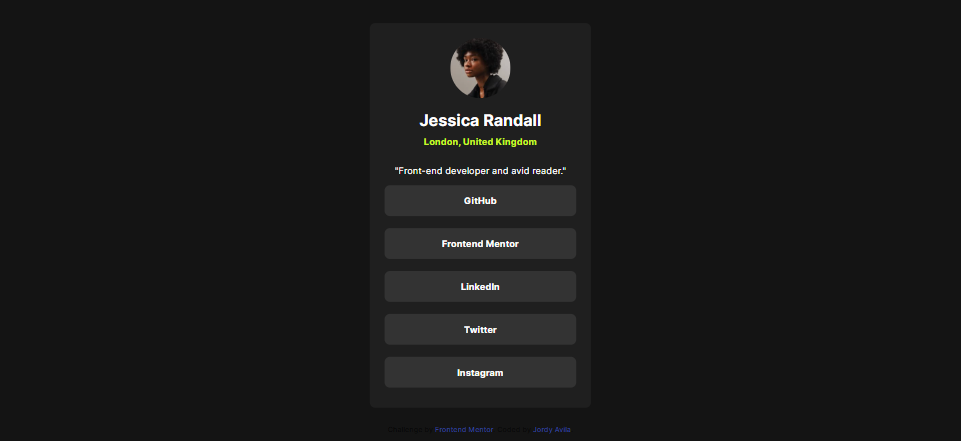 Jessica Randall
London, United Kingdom
"Front-end developer and avid reader."
GitHub
Frontend Mentor
LinkedIn
Twitter
Instagram
Challenge by Frontend Mentor. Coded by Jordy Avila